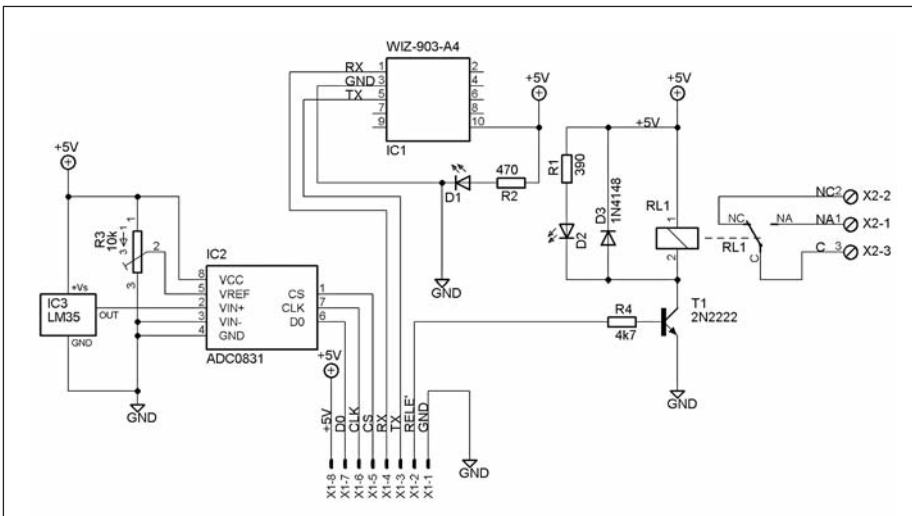 WIZ-903-A4
RX 1 2
GND 3 4
TX 5 6
7 8
9 10
IC1
+5V
+5V
+5V
470
R2
D1
GND
R1
390
D2
D3
1N4148
RL1
1
2
NC
NA
C
RL1
NC 2 X2-2
NA 1 X2-1
C 3 X2-3
+5V
R3
10k
1
2
3
3
IC3
LM35
+Vs
OUT
GND
GND
IC2
8 VCC
5 VREF
2 VIN+
3 VIN-
4 GND
CS 1
CLK 7
D0 6
ADC0831
R4
4k7
T1
2N2222
GND
+5V
+5V
D0
CLK
CS
RX
TX
RELE'
GND
GND
X1-8
X1-7
X1-6
X1-5
X1-4
X1-3
X1-2
X1-1